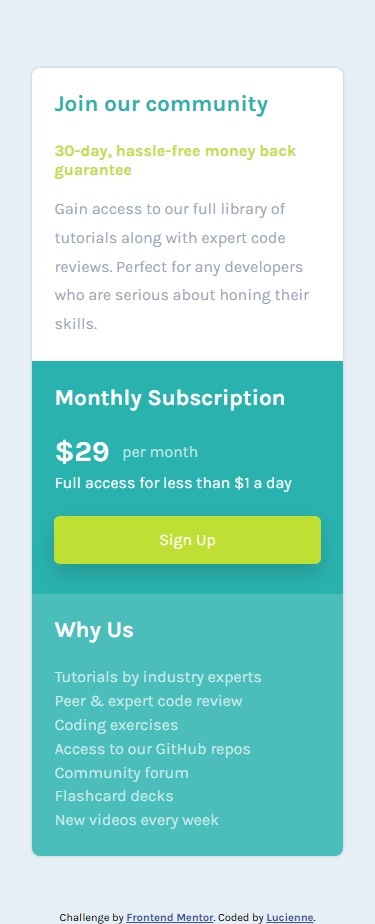 Join our community
30-day, hassle-free money back
guarantee
Gain access to our full library of
tutorials along with expert code
reviews. Perfect for any developers
who are serious about honing their
skills.
Monthly Subscription
$29 per month
Full access for less than $1 a day
Sign Up
Why Us
Tutorials by industry experts
Peer & expert code review
Coding exercises
Access to our GitHub repos
Community forum
Flashcard decks
New videos every week
Challenge by Frontend Mentor. Coded by Lucienne.